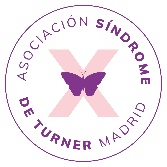 ASOCIACIÓN SÍNDROME
DE TURNER MADRID
X